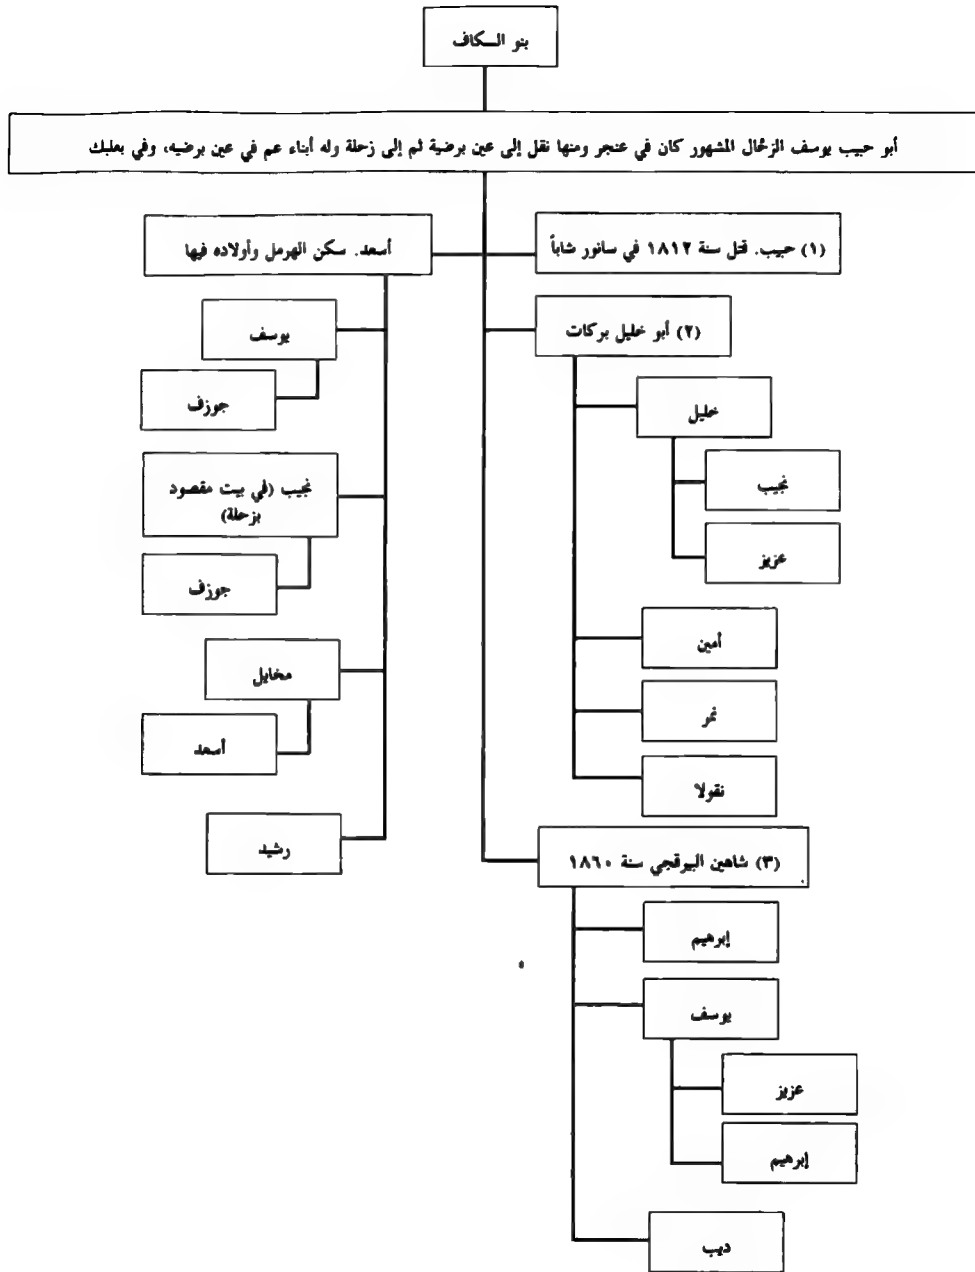 بنو السكاف
أبو حبيب يوسف الزحّال المشهور كان في عنجر ومنها نقل إلى عين برضية ثم إلى زحلة وله أبناء عم في عين برضيه، وفي بعلبك
(١) حبيب. قتل سنة ١٨١٢ في سانور شاباً
(٢) أبو خليل بركات
خليل
نجيب
عزيز
أمين
نمر
نقولا
(٣) شاهين البيرقجي سنة ١٨٦٠
إبرهيم
يوسف
عزيز
إبرهيم
ديب
أسعد. سكن الهرمل وأولاده فيها
يوسف
جوزف
نجيب (في بيت مقصود
بزحلة)
جوزف
مخايل
أسعد
رشيد